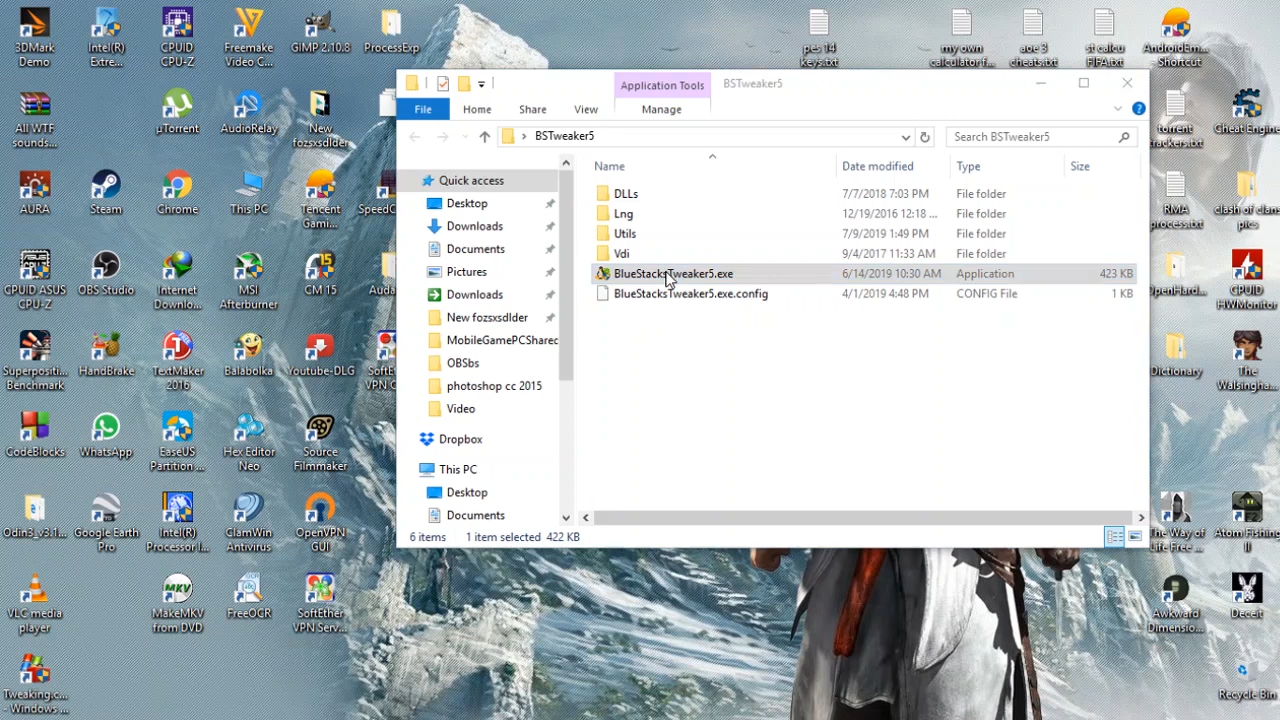 3DMark
Demo
Intel(R)
Extre...
CPUID
CPU-Z
Freemake
Video C...
GIMP 2.10.8
ProcessExp
All WTF
sounds...
µTorrent
AudioRelay
New
fozsxsdlder
AURA
Steam
Chrome
This PC
Tencent
Gami...
CPUID ASUS
CPU-Z
OBS Studio
Internet
Downlo...
MSI
Afterburner
CM 15
Superpositi...
Benchmark
HandBrake
TextMaker
2016
Balabolka
Youtube-DLG
CodeBlocks
WhatsApp
EaseUS
Partition ...
Hex Editor
Neo
Source
Filmmaker
Odin3_v3.1...
Google Earth
Pro
Intel(R)
Processor I...
ClamWin
Antivirus
OpenVPN
GUI
VLC media
player
MakeMKV
from DVD
FreeOCR
SoftEther
VPN Serv...
Tweaking.c...
- Windows ...
Application Tools
BSTweaker5
File
Home
Share
View
Manage
BSTweaker5
Search BSTweaker5
Quick access
Desktop
Downloads
Documents
Pictures
Downloads
New fozsxsdlder
MobileGamePCSharec
OBSbs
photoshop cc 2015
Video
Dropbox
This PC
Desktop
Documents
Name
Date modified
Type
Size
DLLs 7/7/2018 7:03 PM File folder
Lng 12/19/2016 12:18 ... File folder
Utils 7/9/2019 1:49 PM File folder
Vdi 9/4/2017 11:33 AM File folder
BlueStacksTweaker5.exe 6/14/2019 10:30 AM Application 423 KB
BlueStacksTweaker5.exe.config 4/1/2019 4:48 PM CONFIG File 1 KB
6 items 1 item selected 422 KB
pes 14
keys.txt
my own
calculator f...
aoe 3
cheats.txt
st calcu
FIFA.txt
AndroidEm...
- Shortcut
torrent
trackers.txt
Cheat Engine
RMA
process.txt
clash of clans
pics
OpenHard...
CPUID
HWMonitor
Dictionary
The
Walsingha...
The Way of
Life Free ...
Atom Fishing
II
Awkward
Dimensio...
Deceit
Recycle Bin